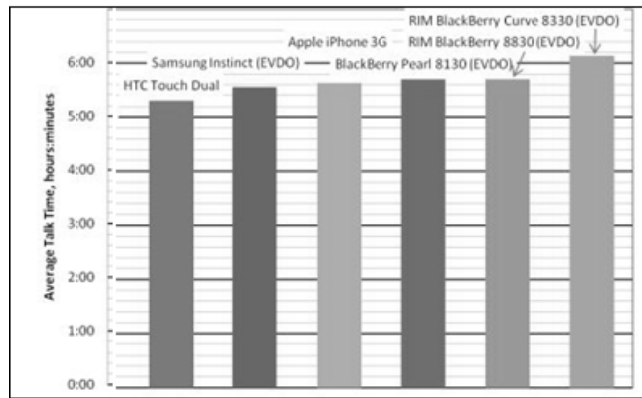 RIM BlackBerry Curve 8330 (EVDO)
Apple iPhone 3G RIM BlackBerry 8830 (EVDO)
Samsung Instinct (EVDO) BlackBerry Pearl 8130 (EVDO)
HTC Touch Dual
Average Talk Time, hours:minutes
6:00
5:00
4:00
3:00
2:00
1:00
0:00